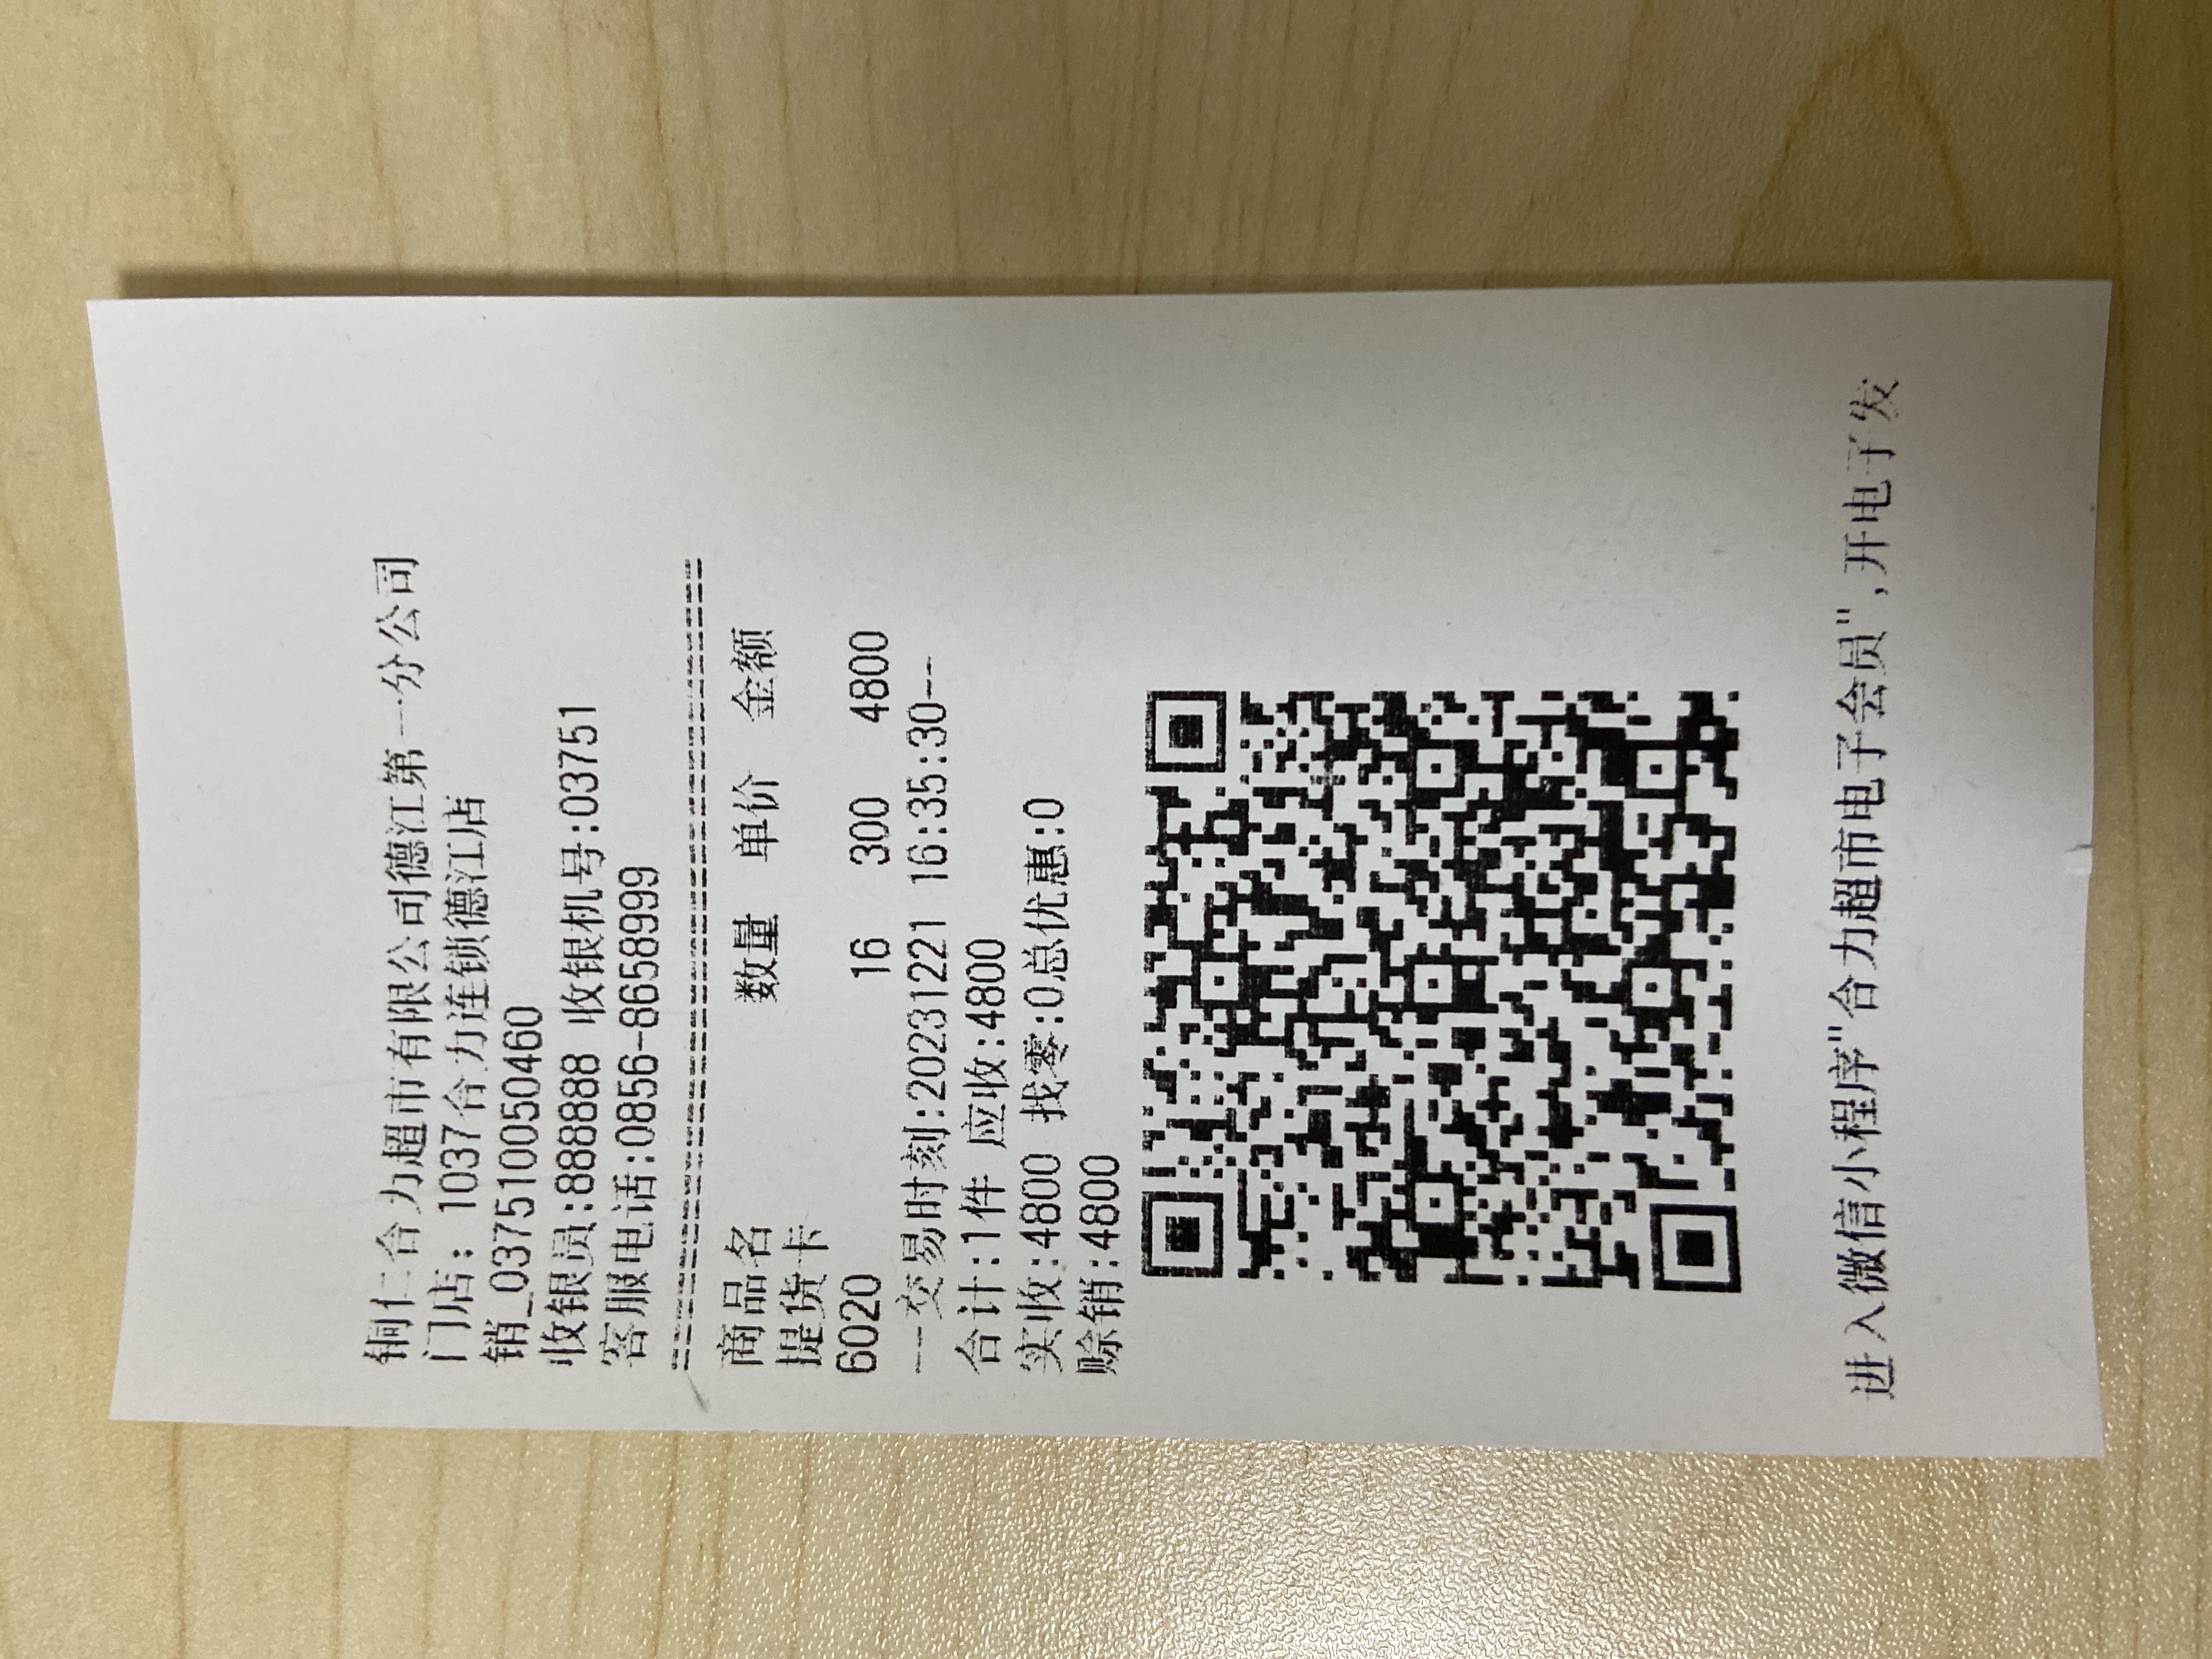 铜仁合力超市有限公司德江第一分公司
门店: 1037合力连锁德江店
销_0375100050460
收银员:888888 收银机号:03751
客服电话:0856-8658999
==========================================
商品名 数量 单价 金额
提货卡
6020 16 300 4800
--交易时刻:20231221 16:35:30--
合计:1件 应收:4800
实收:4800 找零:0总优惠:0
赊销:4800
进入微信小程序"合力超市电子会员",开电子发